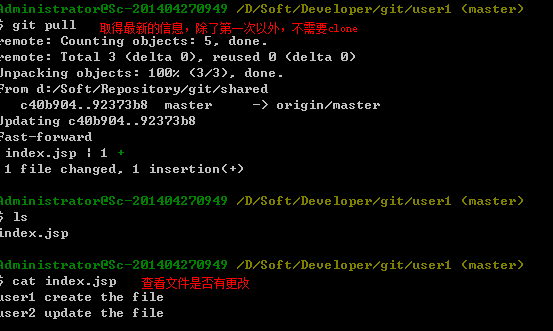 Administrator@Sc-201404270949 /D/Soft/Developer/git/user1 (master)
$ git pull 取得最新的信息，除了第一次以外，不需要clone
remote: Counting objects: 5, done.
remote: Total 3 (delta 0), reused 0 (delta 0)
Unpacking objects: 100% (3/3), done.
From d:/Soft/Repository/git/shared
c40b904..92373b8 master -> origin/master
Updating c40b904..92373b8
Fast-forward
index.jsp | 1 +
1 file changed, 1 insertion(+)
Administrator@Sc-201404270949 /D/Soft/Developer/git/user1 (master)
$ ls
index.jsp
Administrator@Sc-201404270949 /D/Soft/Developer/git/user1 (master)
$ cat index.jsp 查看文件是否有更改
user1 create the file
user2 update the file